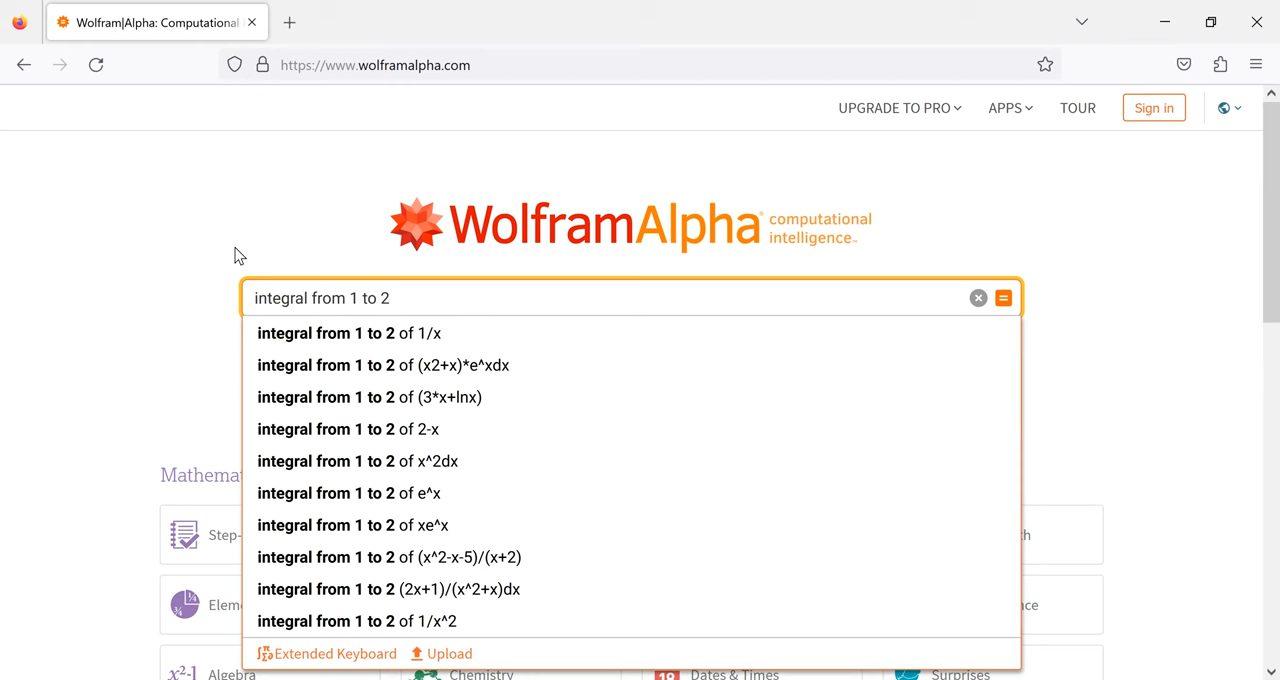 Wolfram|Alpha: Computational
https://www.wolframalpha.com
UPGRADE TO PRO
APPS
TOUR
Sign in
WolframAlpha computational intelligence™
integral from 1 to 2
integral from 1 to 2 of 1/x
integral from 1 to 2 of (x2+x)*e^xdx
integral from 1 to 2 of (3*x+lnx)
integral from 1 to 2 of 2-x
integral from 1 to 2 of x^2dx
integral from 1 to 2 of e^x
integral from 1 to 2 of xe^x
integral from 1 to 2 of (x^2-x-5)/(x+2)
integral from 1 to 2 (2x+1)/(x^2+x)dx
integral from 1 to 2 of 1/x^2
Extended Keyboard
Upload
Mathemat
Step-
th
Eleme
nce
x²-1 Algebra
Chemistry
Dates & Times
Surprises